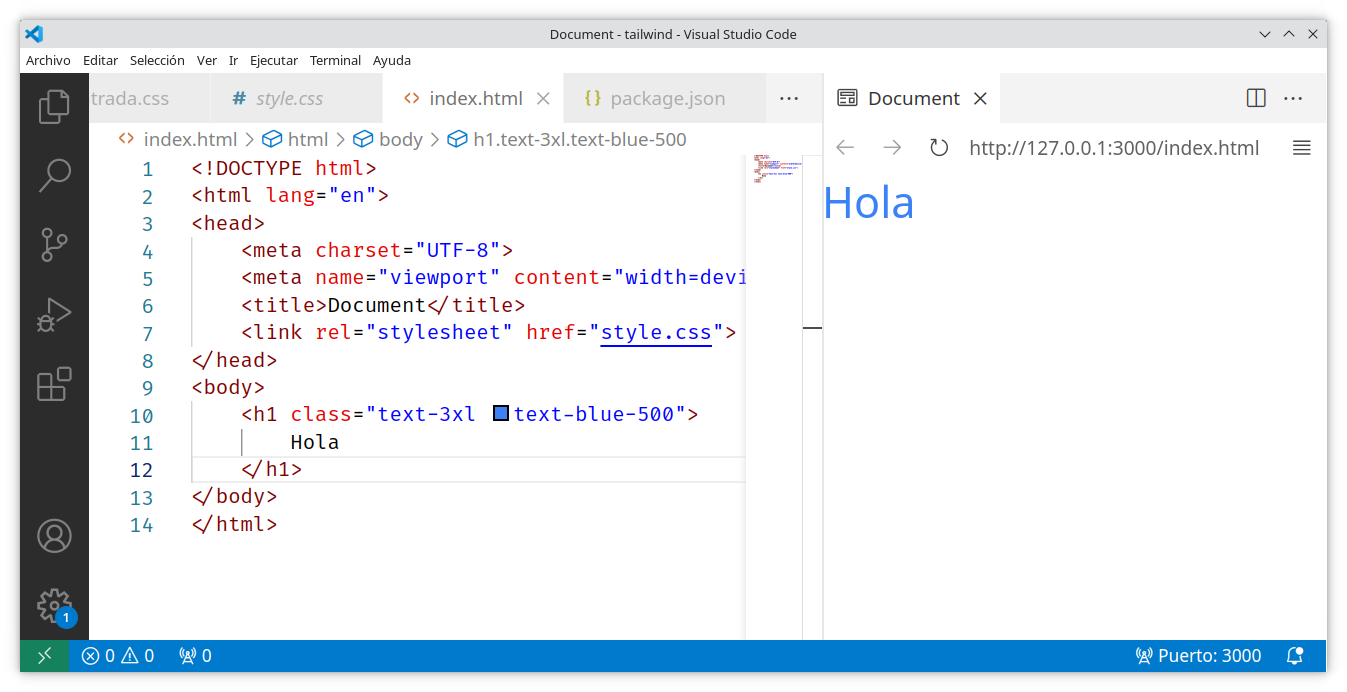 Document - tailwind - Visual Studio Code
Archivo Editar Selección Ver Ir Ejecutar Terminal Ayuda
trada.css # style.css <> index.html {} package.json ... Document
index.html > html > body > h1.text-3xl.text-blue-500
http://127.0.0.1:3000/index.html
1 <!DOCTYPE html>
2 <html lang="en">
3 <head>
4 <meta charset="UTF-8">
5 <meta name="viewport" content="width=devi
6 <title>Document</title>
7 <link rel="stylesheet" href="style.css">
8 </head>
9 <body>
10 <h1 class="text-3xl text-blue-500">
11 Hola
12 </h1>
13 </body>
14 </html>
Hola
1
0 0 0 Puerto: 3000